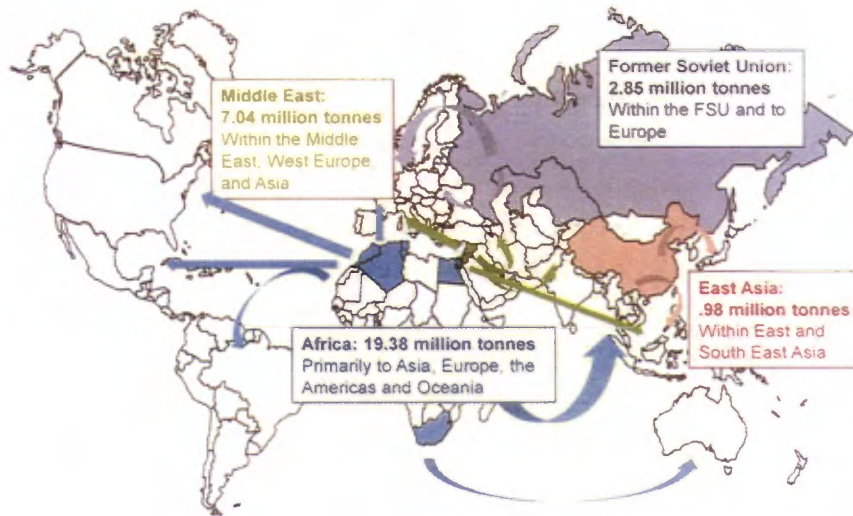 Former Soviet Union:
2.85 million tonnes
Within the FSU and to
Europe
Middle East:
7.04 million tonnes
Within the Middle
East, West Europe,
and Asia
East Asia:
.98 million tonnes
Within East and
South East Asia
Africa: 19.38 million tonnes
Primarily to Asia, Europe, the
Americas and Oceania